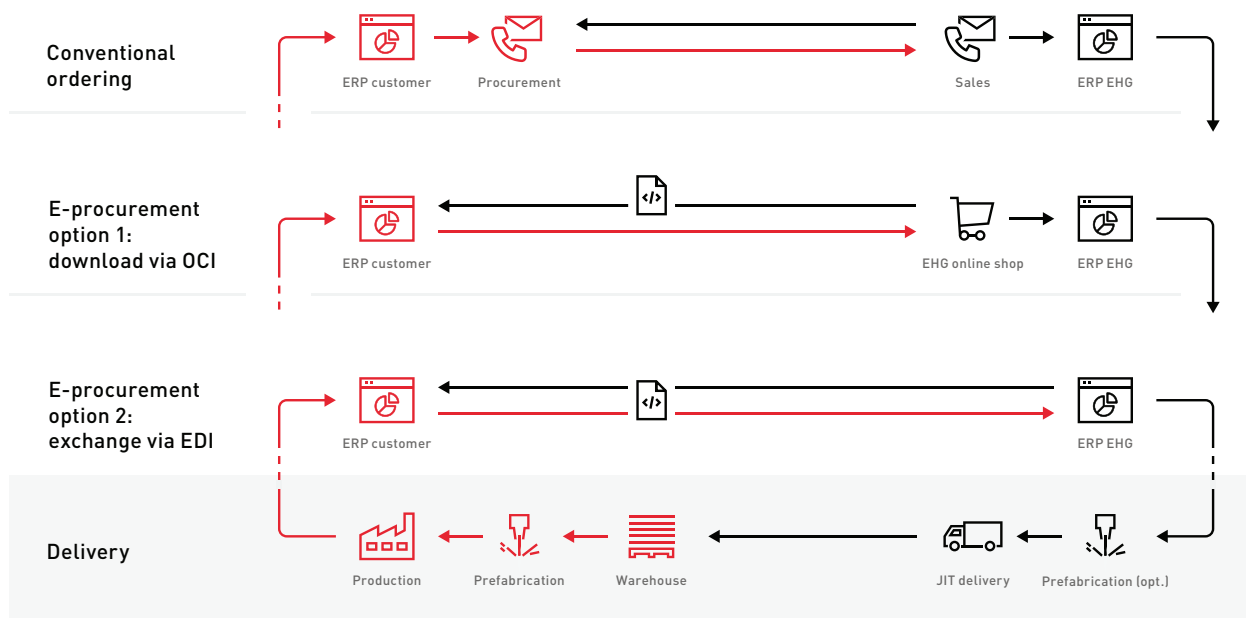 Conventional
ordering
ERP customer
Procurement
Sales
ERP EHG
E-procurement
option 1:
download via OCI
</>
ERP customer
EHG online shop
ERP EHG
E-procurement
option 2:
exchange via EDI
</>
ERP customer
ERP EHG
Delivery
Production
Prefabrication
Warehouse
JIT delivery
Prefabrication (opt.)